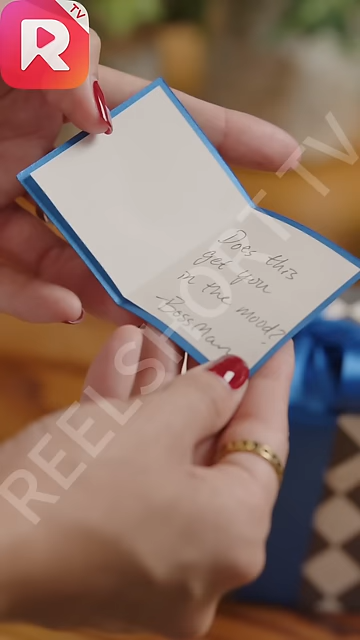 R
TV
Does this
get you
in the mood?
-BossMan
REELSHORT TV